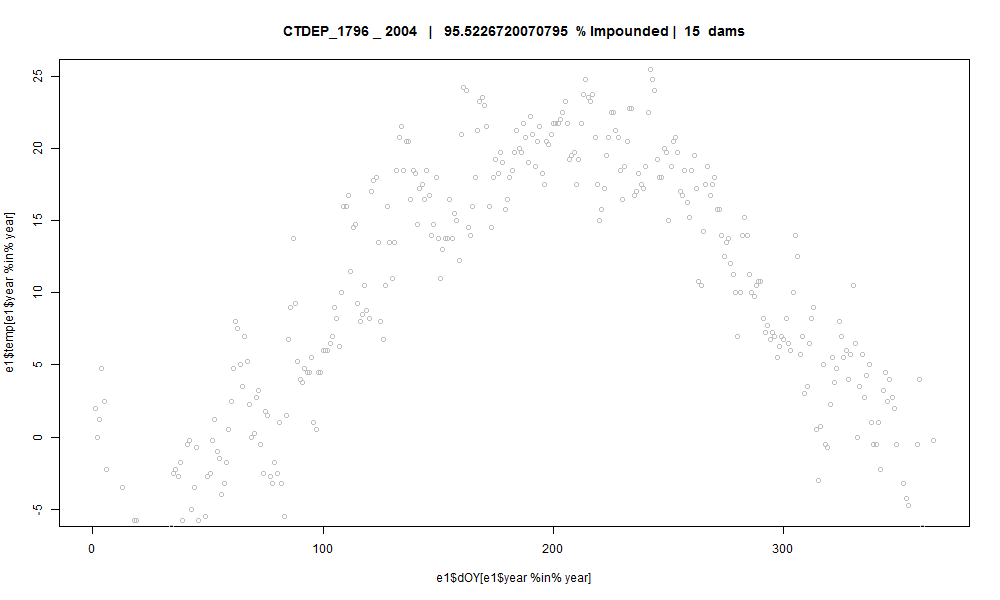 CTDEP_1796 _ 2004 | 95.5226720070795 % Impounded | 15 dams
e1$temp[e1$year %in% year]
25
20
15
10
5
0
-5
0 100 200 300
e1$dOY[e1$year %in% year]